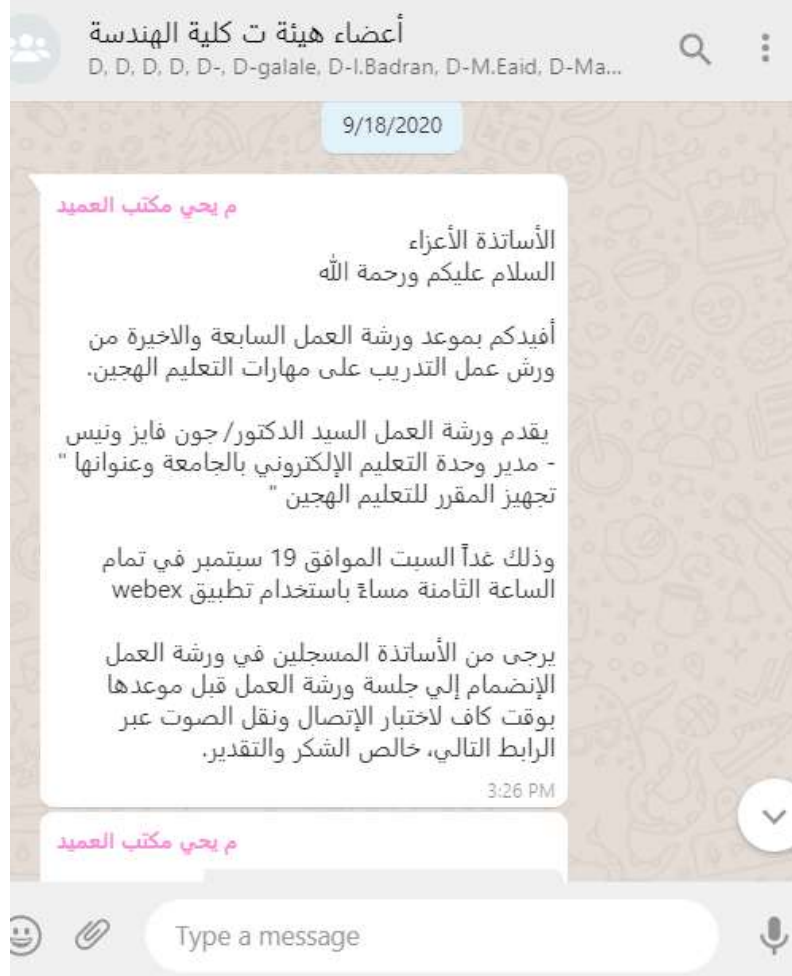 أعضاء هيئة ت كلية الهندسة
D, D, D, D, D-, D-galale, D-I.Badran, D-M.Eaid, D-Ma...
9/18/2020
م يحي مكتب العميد
الأساتذة الأعزاء
السلام عليكم ورحمة الله
أفيدكم بموعد ورشة العمل السابعة والاخيرة من
ورش عمل التدريب على مهارات التعليم الهجين.
يقدم ورشة العمل السيد الدكتور/ جون فايز ونيس
- مدير وحدة التعليم الإلكتروني بالجامعة وعنوانها "
تجهيز المقرر للتعليم الهجين "
وذلك غداً السبت الموافق 19 سبتمبر في تمام
الساعة الثامنة مساءً باستخدام تطبيق webex
يرجى من الأساتذة المسجلين في ورشة العمل
الإنضمام إلي جلسة ورشة العمل قبل موعدها
بوقت كاف لاختبار الإتصال ونقل الصوت عبر
الرابط التالي، خالص الشكر والتقدير.
3:26 PM
م يحي مكتب العميد
Type a message